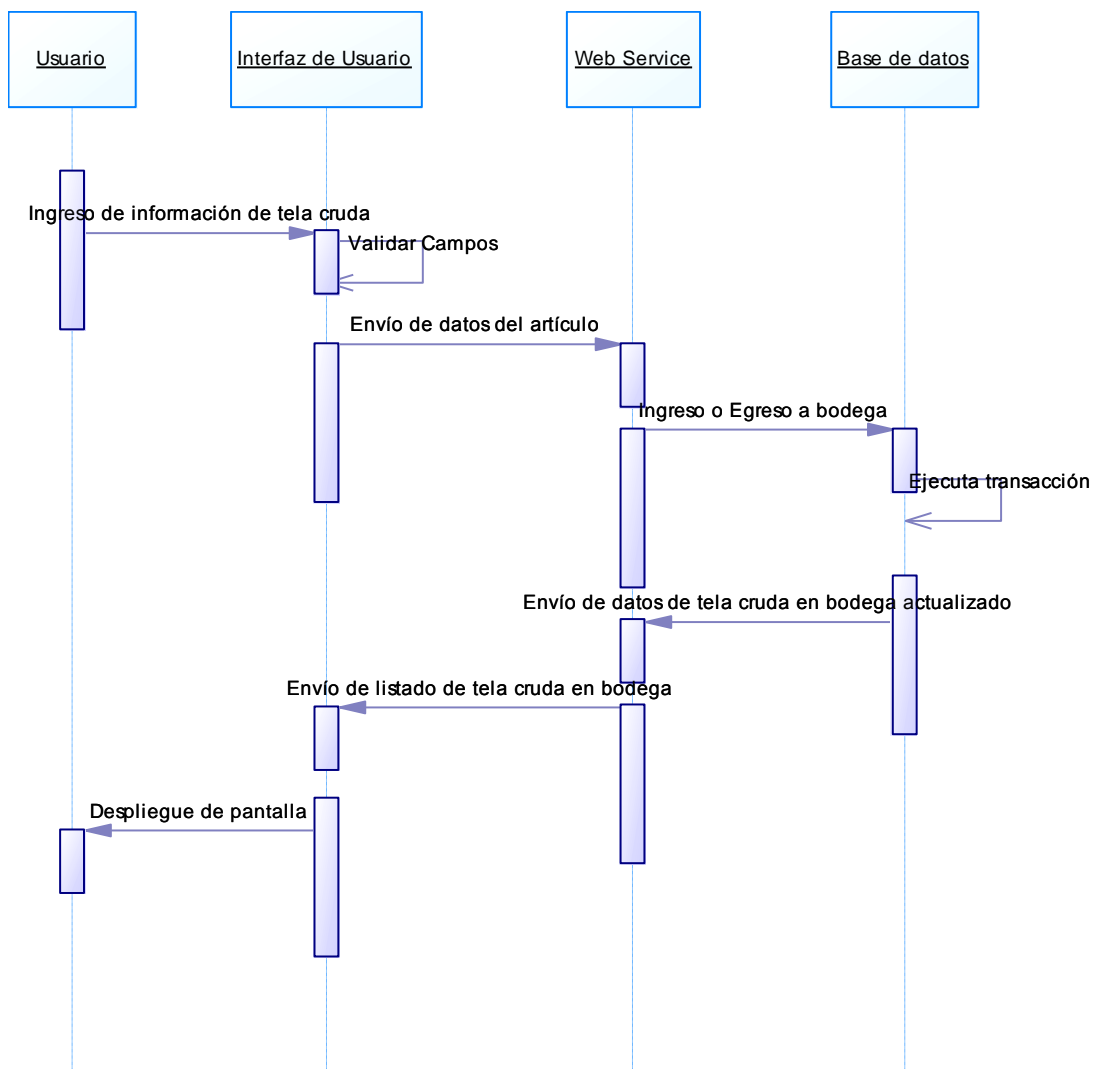 Usuario
Interfaz de Usuario
Web Service
Base de datos
Ingreso de información de tela cruda
Validar Campos
Envío de datos del artículo
Ingreso o Egreso a bodega
Ejecuta transacción
Envío de datos de tela cruda en bodega actualizado
Envío de listado de tela cruda en bodega
Despliegue de pantalla